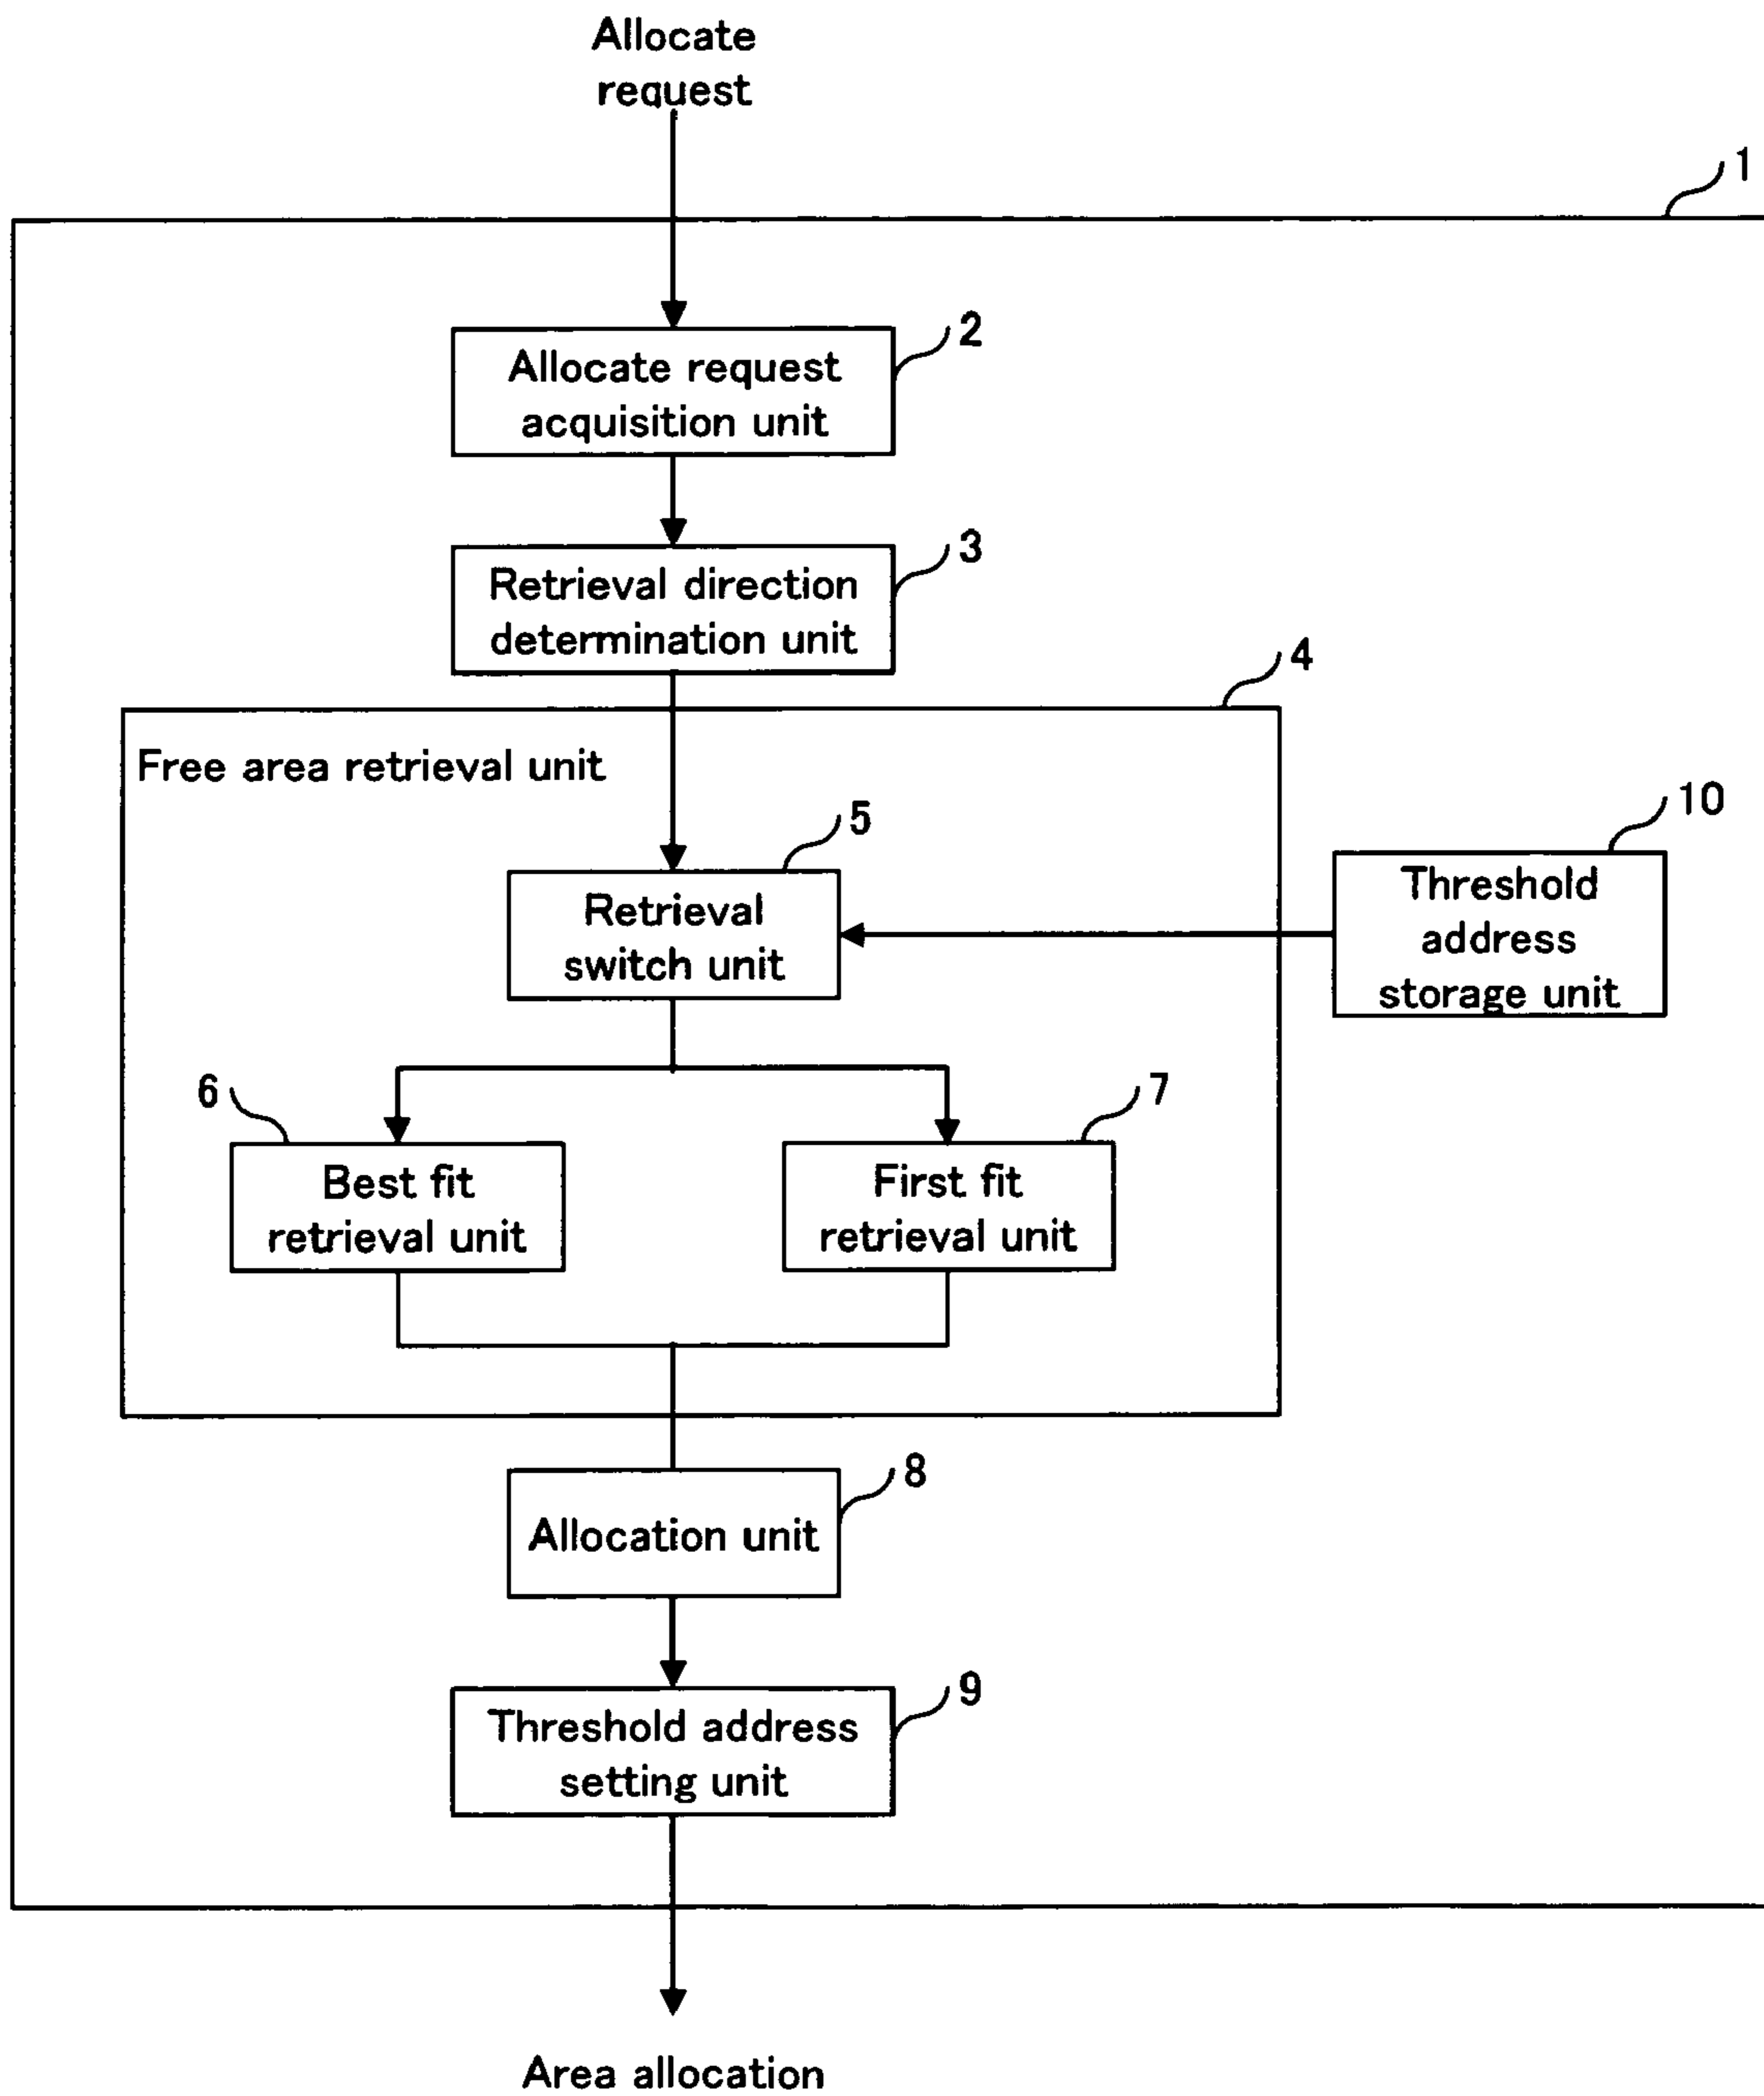 Allocate
request
1
2
Allocate request
acquisition unit
3
Retrieval direction
determination unit
4
Free area retrieval unit
5
Retrieval
switch unit
10
Threshold
address
storage unit
6
Best fit
retrieval unit
7
First fit
retrieval unit
8
Allocation unit
9
Threshold address
setting unit
Area allocation